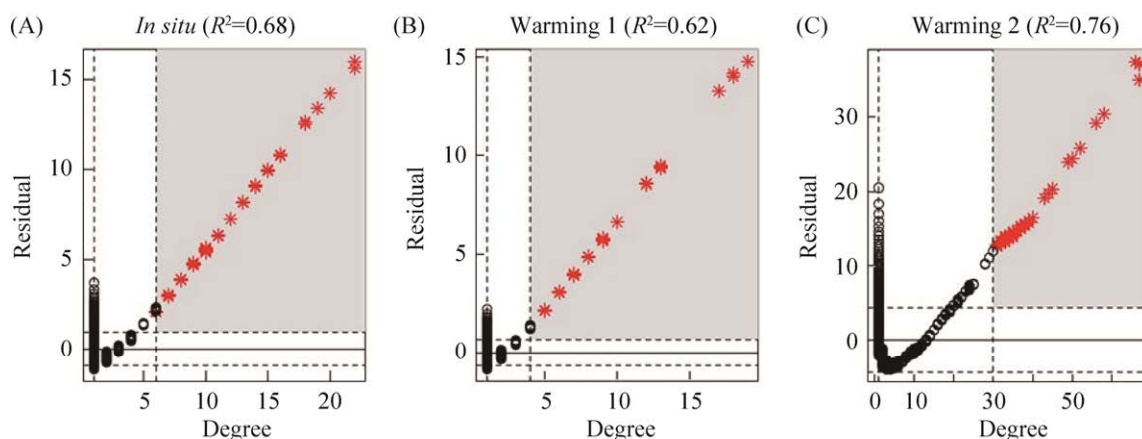 (A) In situ (R²=0.68)
15
10
5
0
Residual
5 10 15 20
Degree
(B) Warming 1 (R²=0.62)
15
10
5
0
Residual
5 10 15
Degree
(C) Warming 2 (R²=0.76)
30
20
10
0
Residual
0 10 30 50
Degree